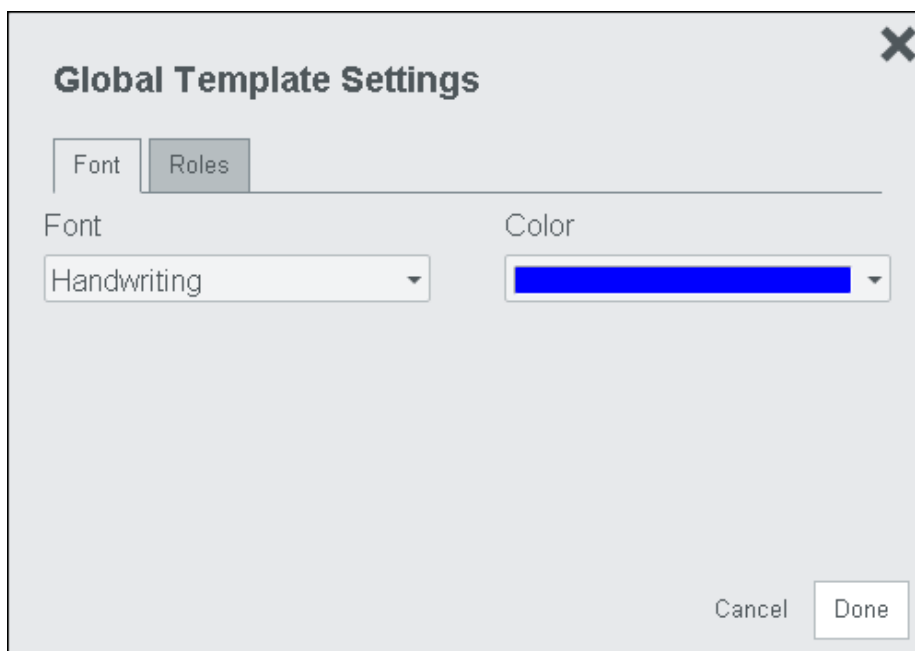 Global Template Settings
Font Roles
Font Color
Handwriting
Cancel Done